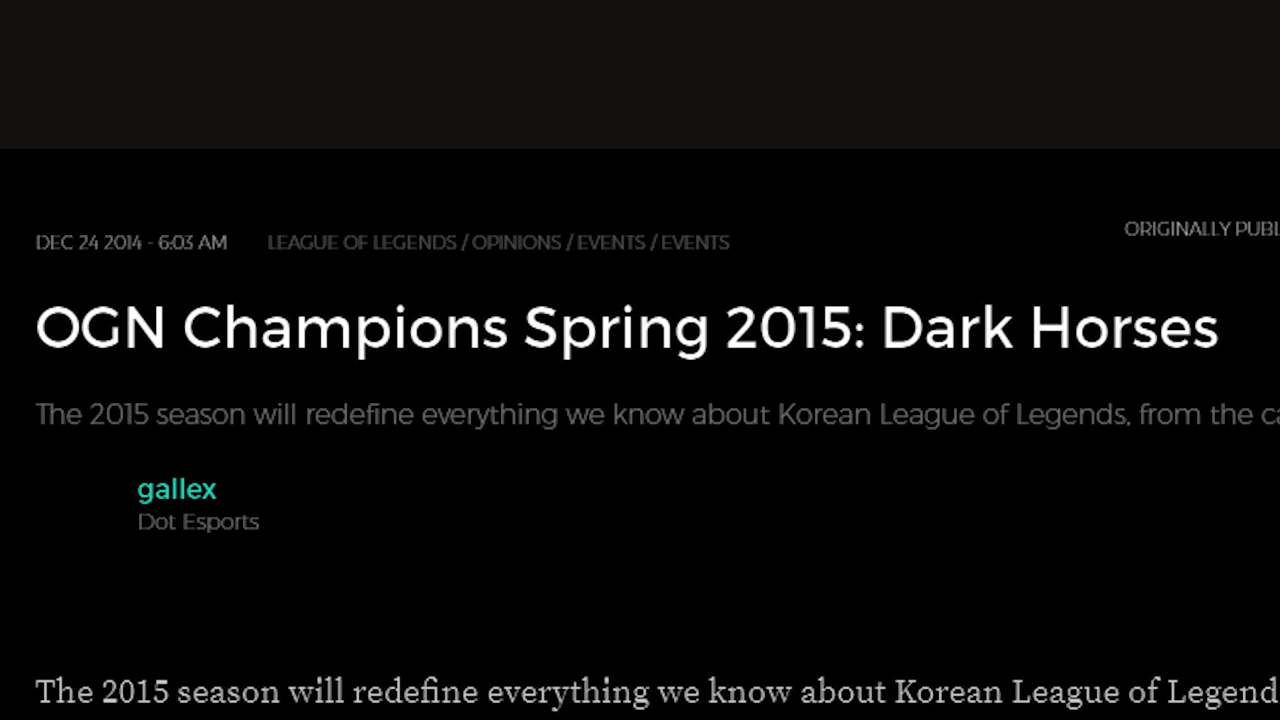 DEC 24 2014 - 6:03 AM LEAGUE OF LEGENDS / OPINIONS / EVENTS / EVENTS
ORIGINALLY
OGN Champions Spring 2015: Dark Horses
The 2015 season will redefine everything we know about Korean League of Legends, from the
gallex
Dot Esports
The 2015 season will redefine everything we know about Korean League of